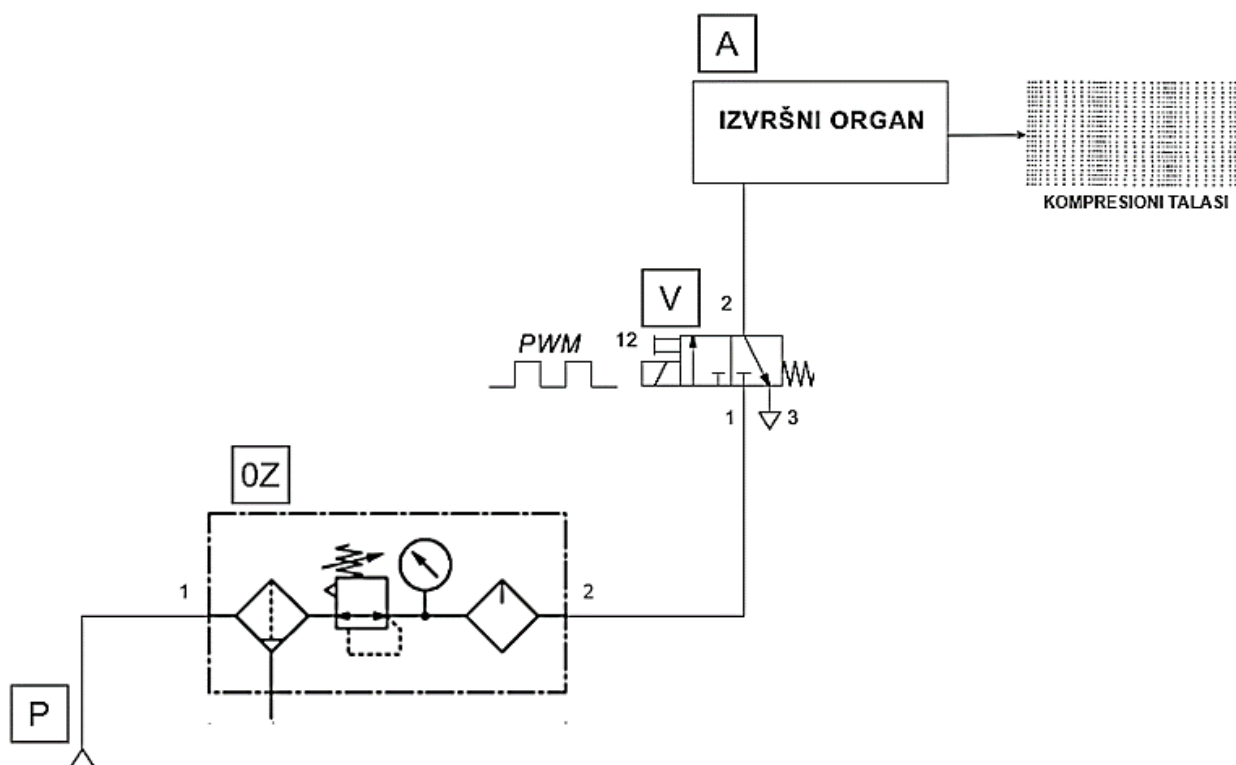 A
IZVRŠNI ORGAN
KOMPRESIONI TALASI
V
2
12
PWM
1
3
0Z
1
2
P